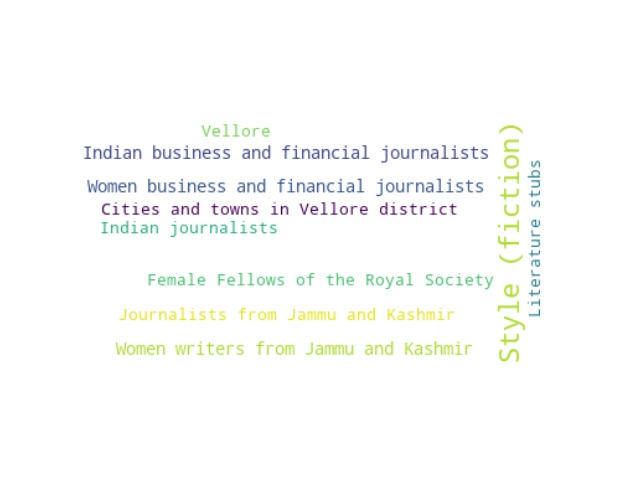 Vellore
Indian business and financial journalists
Women business and financial journalists
Cities and towns in Vellore district
Indian journalists
Female Fellows of the Royal Society
Journalists from Jammu and Kashmir
Women writers from Jammu and Kashmir
Style (fiction)
Literature stubs